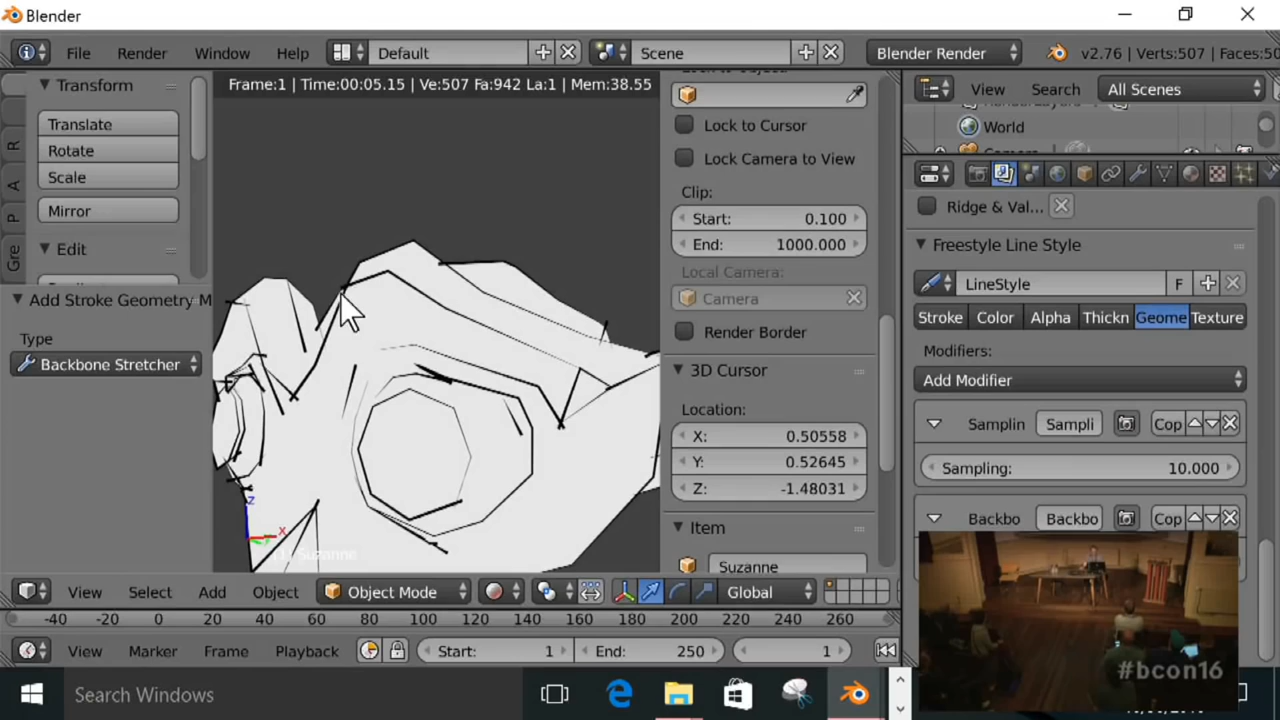 Blender
File Render Window Help Default Scene Blender Render v2.76 | Verts:507 | Faces:50
Transform
Translate
Rotate
Scale
Mirror
Edit
R
A
P
Gre
Add Stroke Geometry M
Type
Backbone Stretcher
Frame:1 | Time:00:05.15 | Ve:507 Fa:942 La:1 | Mem:38.55
z
x
(1) Suzanne
Lock to Cursor
Lock Camera to View
Clip:
Start: 0.100
End: 1000.000
Local Camera:
Camera
Render Border
3D Cursor
Location:
X: 0.50558
Y: 0.52645
Z: -1.48031
Item
Suzanne
View Search All Scenes
World
Ridge & Val...
Freestyle Line Style
LineStyle F
Stroke Color Alpha Thickn Geome Texture
Modifiers:
Add Modifier
Samplin Sampli Cop
Sampling: 10.000
Backbo Backbo Cop
#bcon16
View Select Add Object Object Mode Global
-40 -20 0 20 40 60 80 100 120 140 160 180 200 220 240 260
View Marker Frame Playback Start: 1 End: 250 1
Search Windows